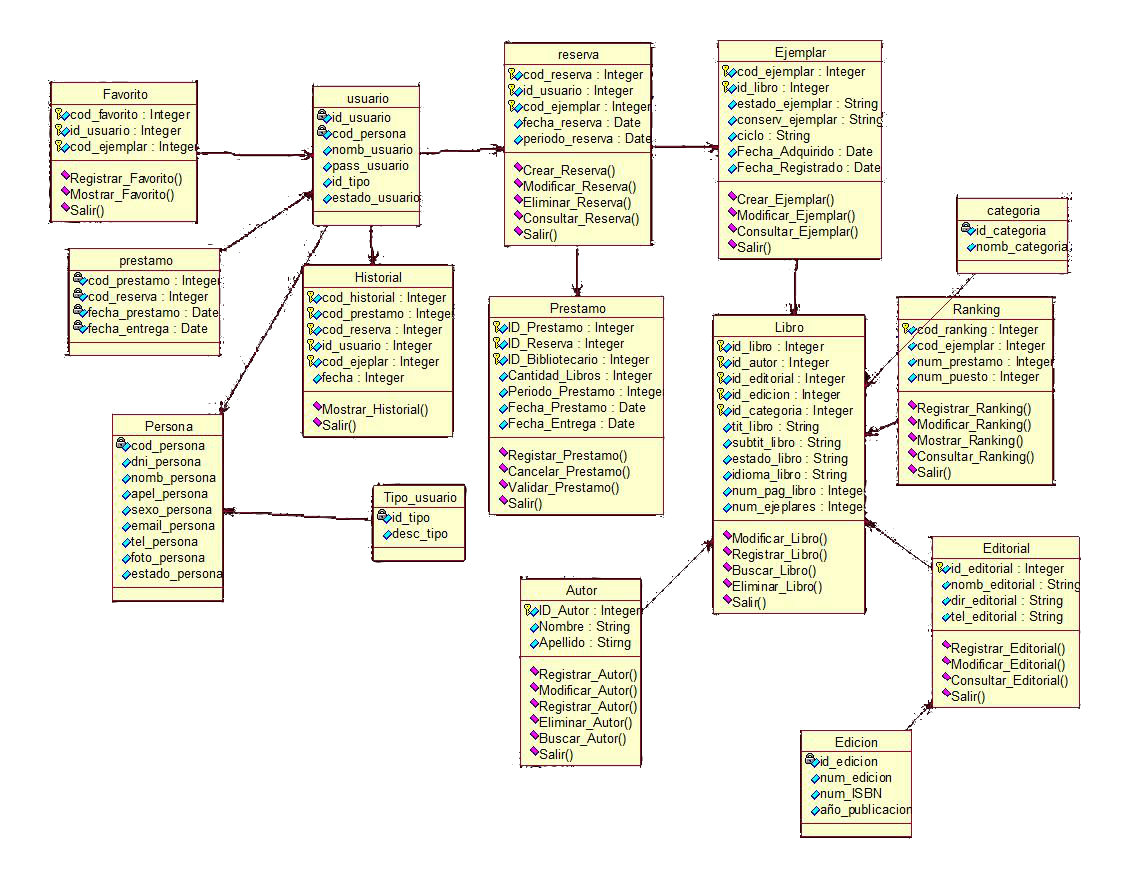 Favorito
cod_favorito : Integer
id_usuario : Integer
cod_ejemplar : Integer
Registrar_Favorito()
Mostrar_Favorito()
Salir()
usuario
id_usuario
cod_persona
nomb_usuario
pass_usuario
id_tipo
estado_usuario
reserva
cod_reserva : Integer
id_usuario : Integer
cod_ejemplar : Integer
fecha_reserva : Date
periodo_reserva : Date
Crear_Reserva()
Modificar_Reserva()
Eliminar_Reserva()
Consultar_Reserva()
Salir()
Ejemplar
cod_ejemplar : Integer
id_libro : Integer
estado_ejemplar : String
conserv_ejemplar : String
ciclo : String
Fecha_Adquirido : Date
Fecha_Registrado : Date
Crear_Ejemplar()
Modificar_Ejemplar()
Consultar_Ejemplar()
Salir()
categoria
id_categoria
nomb_categoria
prestamo
cod_prestamo : Integer
cod_reserva : Integer
fecha_prestamo : Date
fecha_entrega : Date
Historial
cod_historial : Integer
cod_prestamo : Integer
cod_reserva : Integer
id_usuario : Integer
cod_ejeplar : Integer
fecha : Integer
Mostrar_Historial()
Salir()
Prestamo
ID_Prestamo : Integer
ID_Reserva : Integer
ID_Bibliotecario : Integer
Cantidad_Libros : Integer
Periodo_Prestamo : Intege
Fecha_Prestamo : Date
Fecha_Entrega : Date
Registar_Prestamo()
Cancelar_Prestamo()
Validar_Prestamo()
Salir()
Libro
id_libro : Integer
id_autor : Integer
id_editorial : Integer
id_edicion : Integer
id_categoria : Integer
tit_libro : String
subtit_libro : String
estado_libro : String
idioma_libro : String
num_pag_libro : Intege
num_ejeplares : Intege
Modificar_Libro()
Registrar_Libro()
Buscar_Libro()
Eliminar_Libro()
Salir()
Ranking
cod_ranking : Integer
cod_ejemplar : Integer
num_prestamo : Integer
num_puesto : Integer
Registrar_Ranking()
Modificar_Ranking()
Mostrar_Ranking()
Consultar_Ranking()
Salir()
Persona
cod_persona
dni_persona
nomb_persona
apel_persona
sexo_persona
email_persona
tel_persona
foto_persona
estado_persona
Tipo_usuario
id_tipo
desc_tipo
Autor
ID_Autor : Integer
Nombre : String
Apellido : Stirng
Registrar_Autor()
Modificar_Autor()
Registrar_Autor()
Eliminar_Autor()
Buscar_Autor()
Salir()
Editorial
id_editorial : Integer
nomb_editorial : String
dir_editorial : String
tel_editorial : String
Registrar_Editorial()
Modificar_Editorial()
Consultar_Editorial()
Salir()
Edicion
id_edicion
num_edicion
num_ISBN
año_publicacion